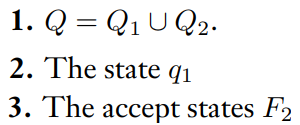 1. Q = Q₁ ∪ Q₂.
2. The state q₁
3. The accept states F₂